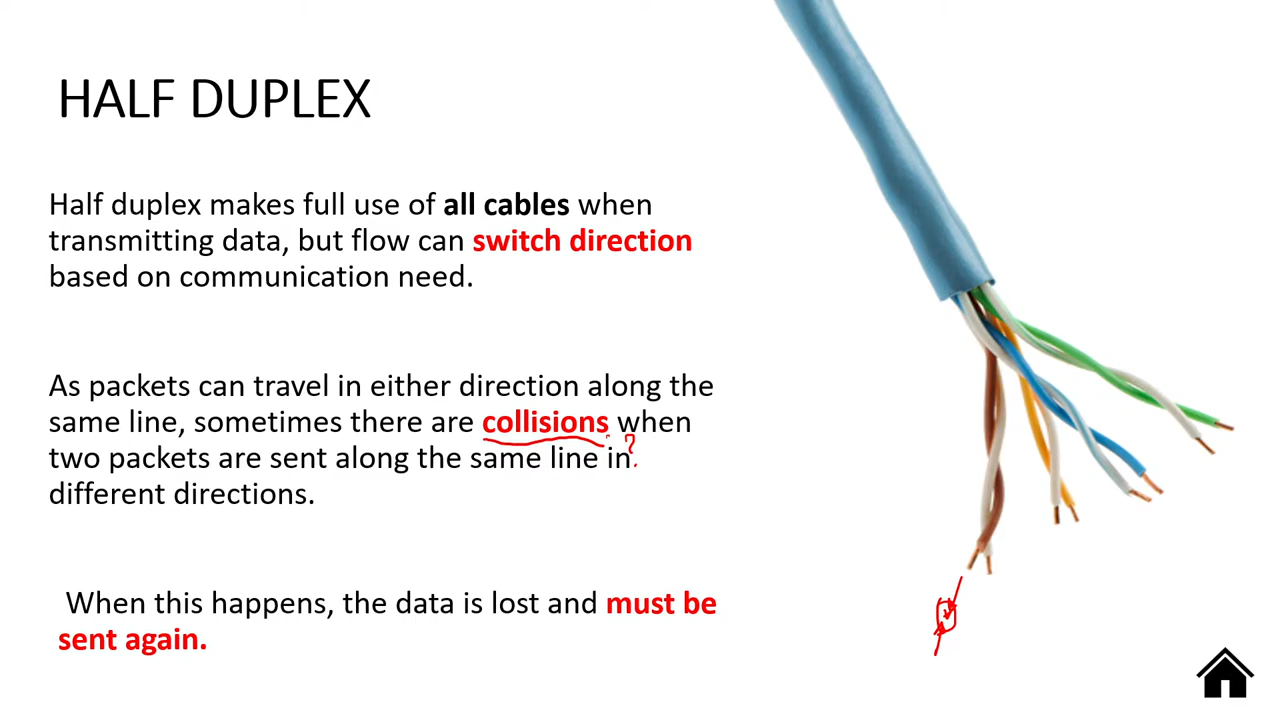 HALF DUPLEX
Half duplex makes full use of all cables when
transmitting data, but flow can switch direction
based on communication need.
As packets can travel in either direction along the
same line, sometimes there are collisions when
?
two packets are sent along the same line in
different directions.
When this happens, the data is lost and must be
sent again.